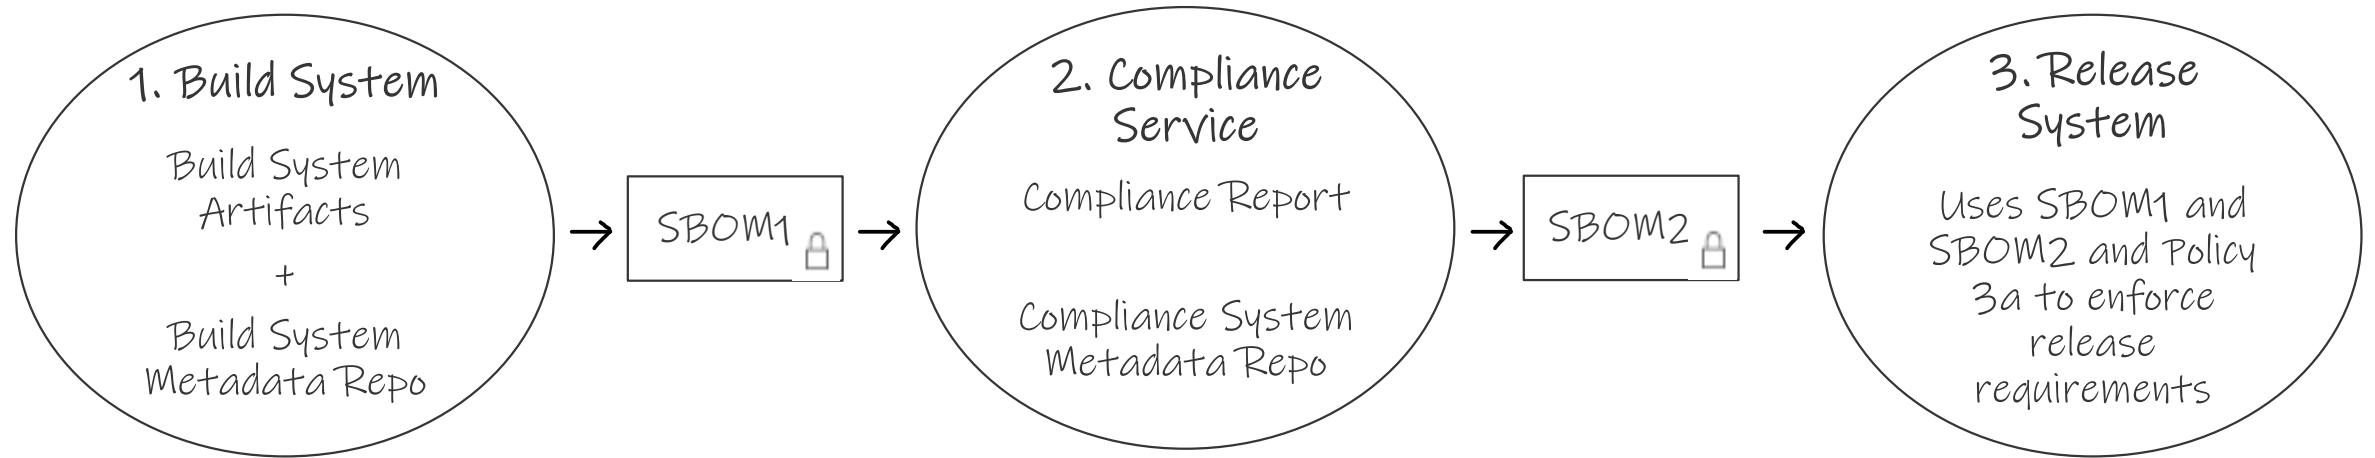 1. Build System
Build System
Artifacts
+
Build System
Metadata Repo
SBOM1
2. Compliance
Service
Compliance Report
Compliance System
Metadata Repo
SBOM2
3. Release
System
Uses SBOM1 and
SBOM2 and Policy
3a to enforce
release
requirements